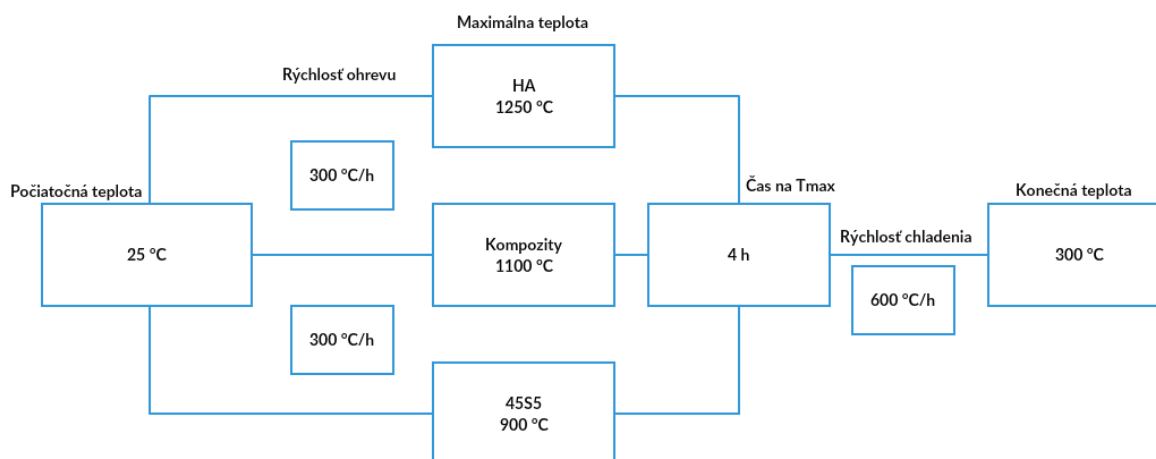 Maximálna teplota
Rýchlosť ohrevu
HA
1250 °C
300 °C/h
Počiatočná teplota
Čas na Tmax
Konečná teplota
25 °C
Kompozity
1100 °C
4 h
Rýchlosť chladenia
300 °C
600 °C/h
300 °C/h
45S5
900 °C